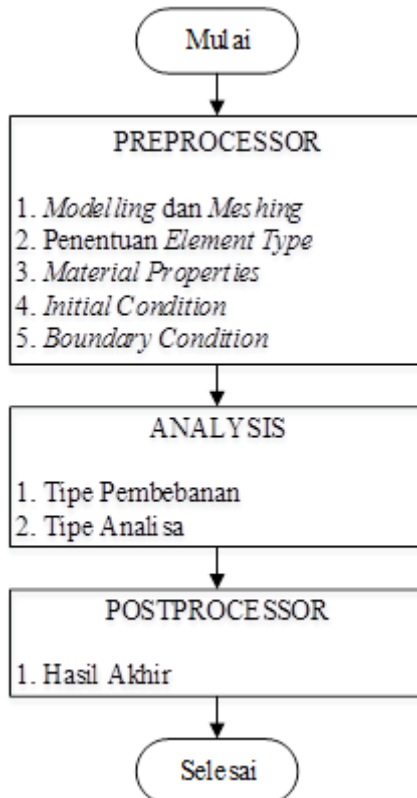 Mulai
PREPROCESSOR
1. Modelling dan Meshing
2. Penentuan Element Type
3. Material Properties
4. Initial Condition
5. Boundary Condition
ANALYSIS
1. Tipe Pembebanan
2. Tipe Analisa
POSTPROCESSOR
1. Hasil Akhir
Selesai